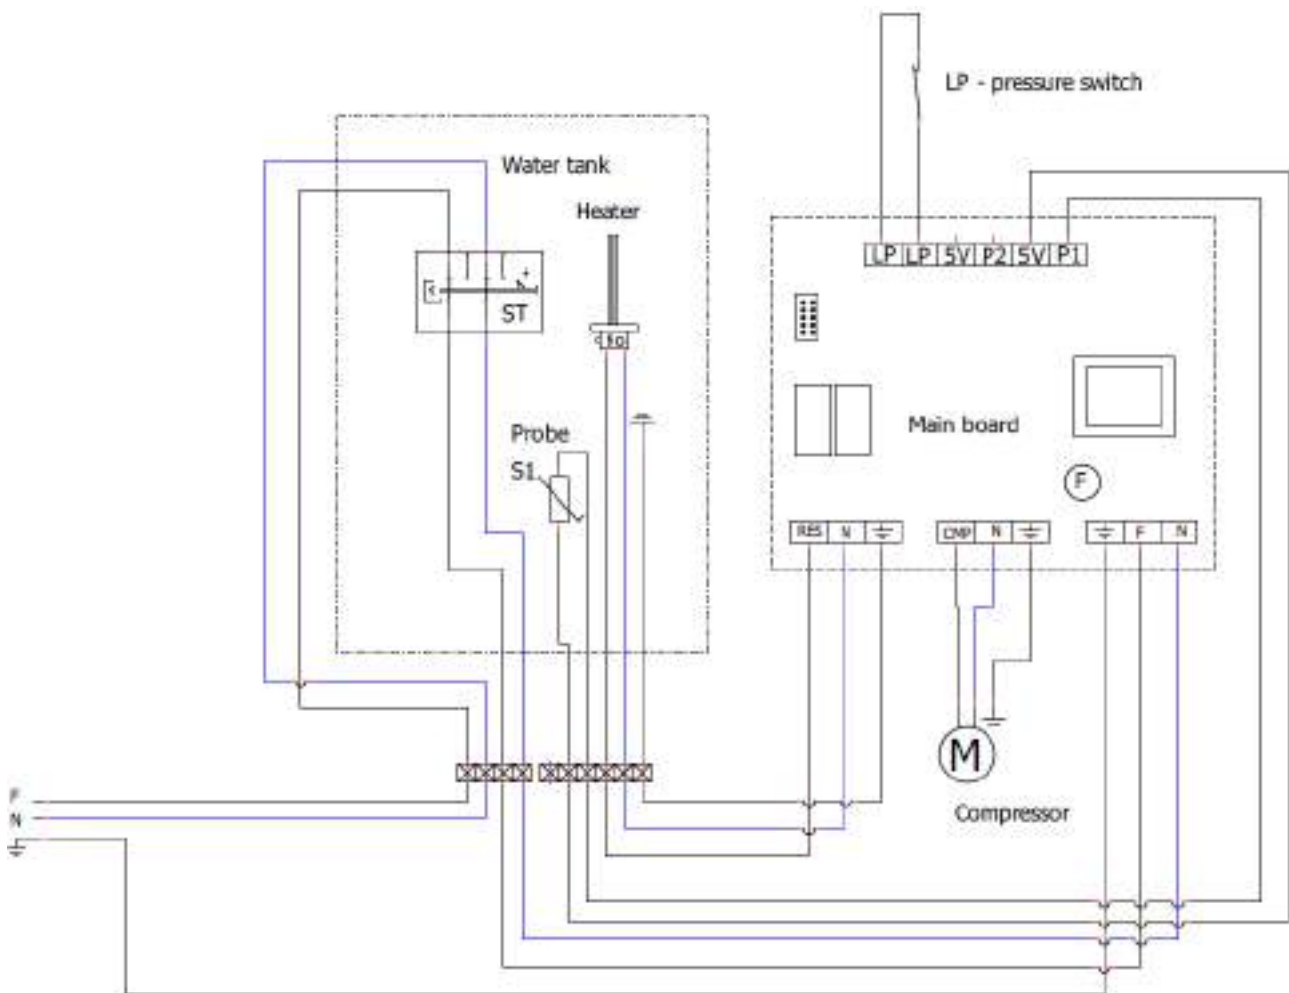 LP - pressure switch
Water tank
Heater
LP LP 5V P2 5V P1
ST
Probe
S1
Main board
F
RES N
CMP N
F N
M
Compressor
F
N